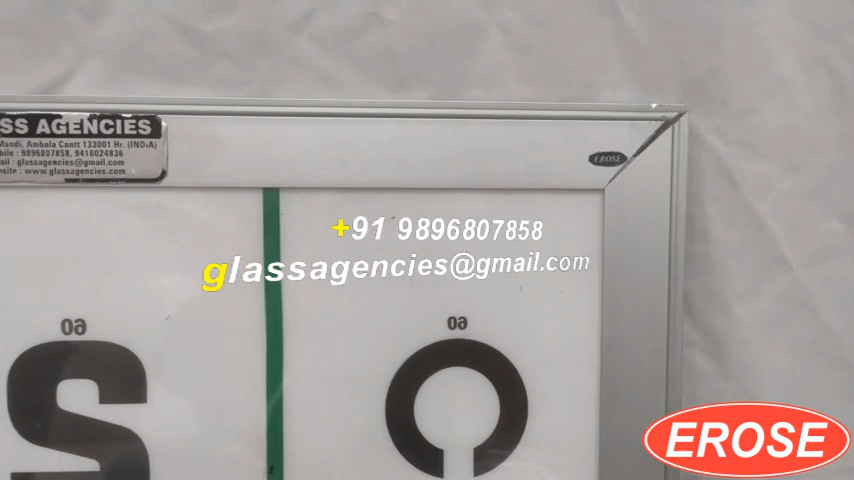 SS AGENCIES
Mandi, Ambala Cantt 133001 Hr. (INDIA)
bile : 9896807858, 9416024836
ail : glassagencies@gmail.com
site : www.glassagencies.com
EROSE
+91 9896807858
glassagencies@gmail.com
60
60
S
C
EROSE